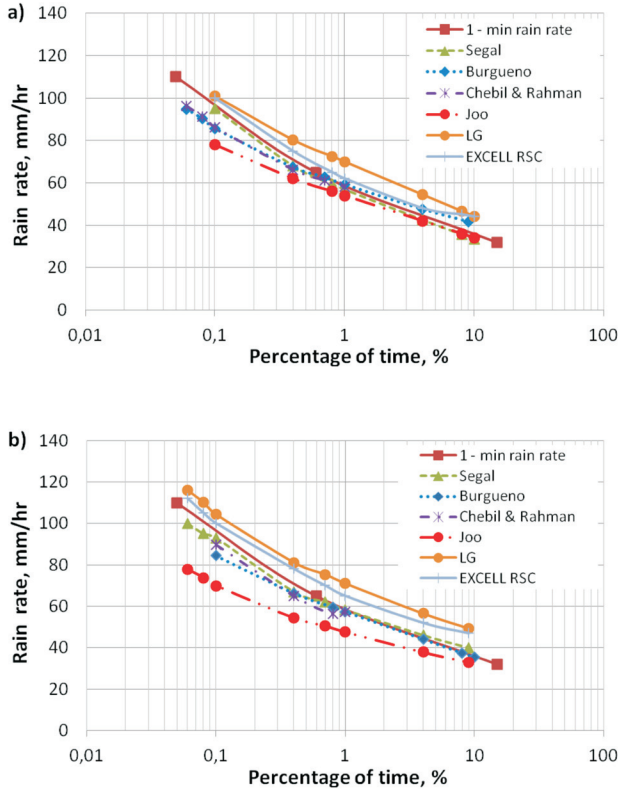 a)
140
120
100
80
60
40
20
0
Rain rate, mm/hr
1 - min rain rate
Segal
Burgueno
Chebil & Rahman
Joo
LG
EXCELL RSC
0,01
0,1
1
10
100
Percentage of time, %
b)
140
120
100
80
60
40
20
0
Rain rate, mm/hr
1 - min rain rate
Segal
Burgueno
Chebil & Rahman
Joo
LG
EXCELL RSC
0,01
0,1
1
10
100
Percentage of time, %